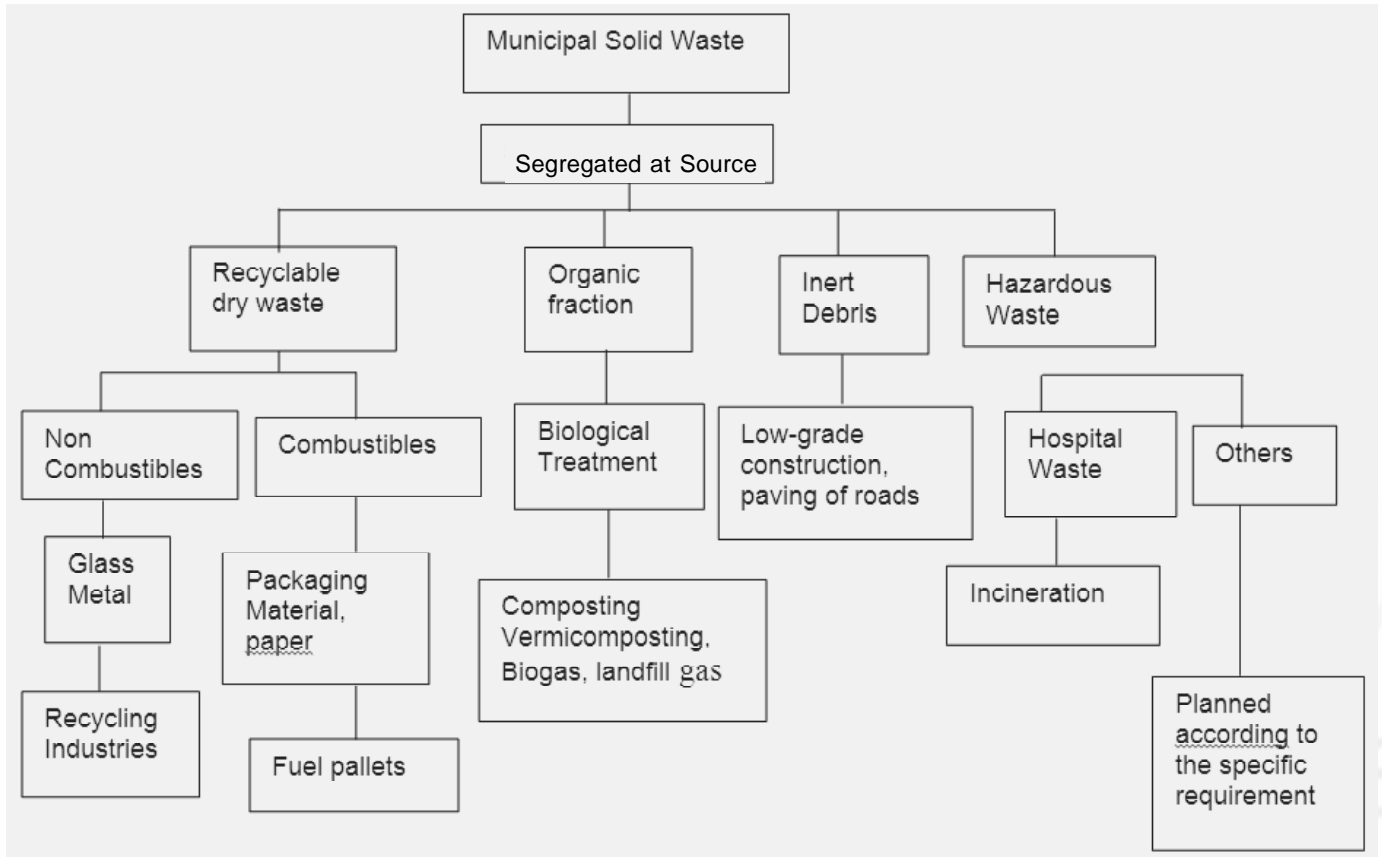 Municipal Solid Waste
Segregated at Source
Recyclable
dry waste
Organic
fraction
Inert
Debris
Hazardous
Waste
Non
Combustibles
Combustibles
Biological
Treatment
Low-grade
construction,
paving of roads
Hospital
Waste
Others
Glass
Metal
Packaging
Material,
paper
Composting
Vermicomposting,
Biogas, landfill gas
Incineration
Recycling
Industries
Fuel pallets
Planned
according to
the specific
requirement